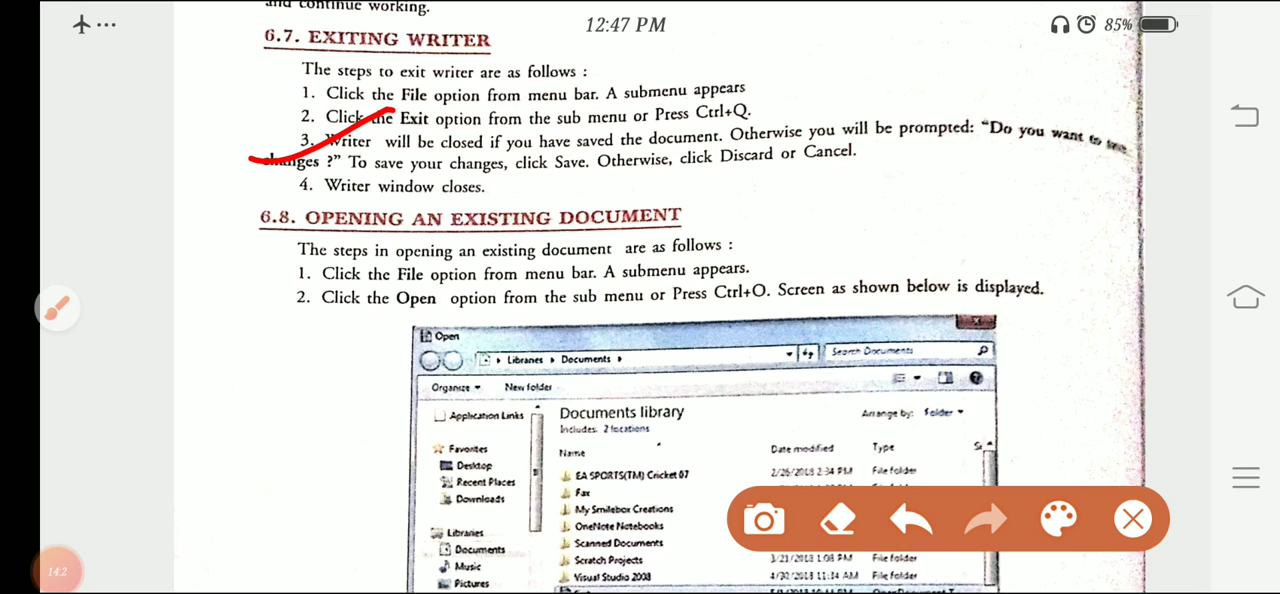 and continue working.
12:47 PM
85%
6.7. EXITING WRITER
The steps to exit writer are as follows :
1. Click the File option from menu bar. A submenu appears
2. Click the Exit option from the sub menu or Press Ctrl+Q.
3. Writer will be closed if you have saved the document. Otherwise you will be prompted: “Do you want to
changes ?” To save your changes, click Save. Otherwise, click Discard or Cancel.
4. Writer window closes.
6.8. OPENING AN EXISTING DOCUMENT
The steps in opening an existing document are as follows :
1. Click the File option from menu bar. A submenu appears.
2. Click the Open option from the sub menu or Press Ctrl+O. Screen as shown below is displayed.
Open
Libraries Documents
Search Documents
Organize New folder
Application Links
Documents library
Includes: 2 locations
Arrange by: Folder
Favorites
Desktop
Recent Places
Downloads
Libraries
Documents
Music
Pictures
Name Date modified Type
EA SPORTS(TM) Cricket 07 2/26/2013 2:34 PM File folder
Fax
My Smilebox Creations
OneNote Notebooks
Scanned Documents
Scratch Projects 3/21/2013 1:08 PM File folder
Visual Studio 2008 4/30/2013 11:14 AM File folder
14:2